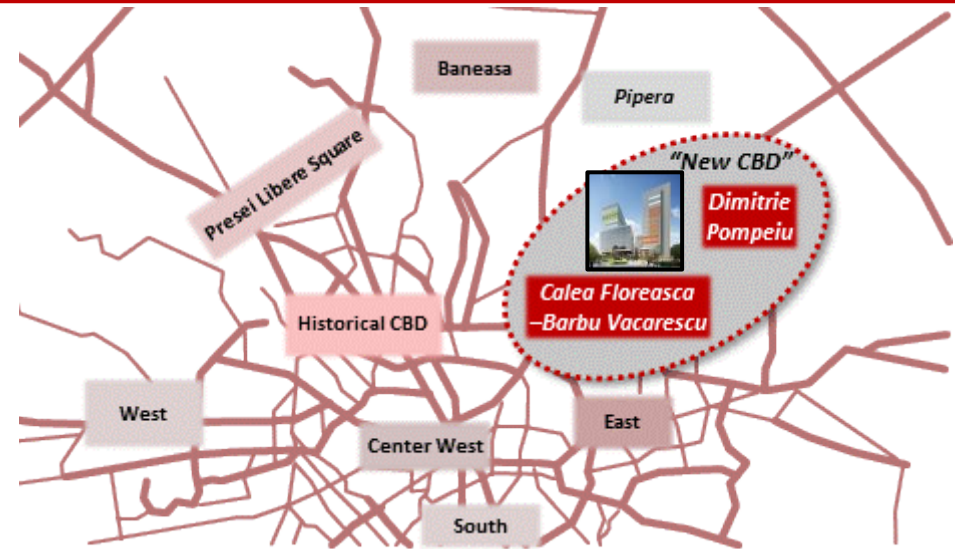 Baneasa
Pipera
Presei Libere Square
"New CBD"
Dimitrie
Pompeiu
Calea Floreasca
–Barbu Vacarescu
Historical CBD
West
Center West
East
South